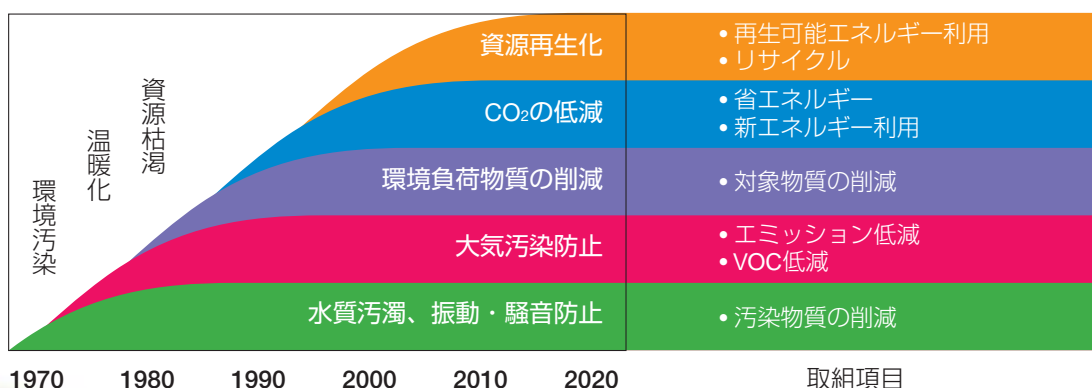 資源再生化
• 再生可能エネルギー利用
• リサイクル
資源枯渇
CO₂の低減
• 省エネルギー
• 新エネルギー利用
温暖化
環境負荷物質の削減
• 対象物質の削減
環境汚染
大気汚染防止
• エミッション低減
• VOC低減
水質汚濁、振動・騒音防止
• 汚染物質の削減
1970 1980 1990 2000 2010 2020 取組項目